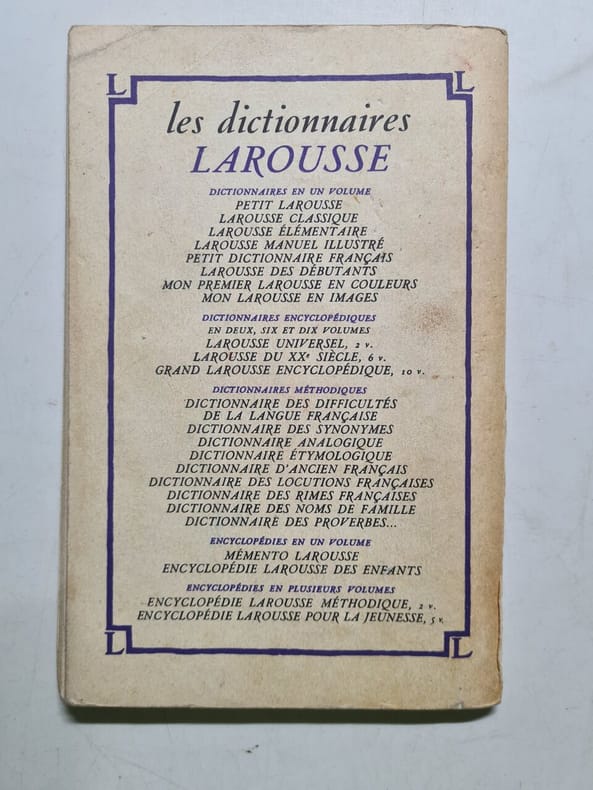 L L
les dictionnaires
LAROUSSE
DICTIONNAIRES EN UN VOLUME
PETIT LAROUSSE
LAROUSSE CLASSIQUE
LAROUSSE ÉLÉMENTAIRE
LAROUSSE MANUEL ILLUSTRÉ
PETIT DICTIONNAIRE FRANÇAIS
LAROUSSE DES DÉBUTANTS
MON PREMIER LAROUSSE EN COULEURS
MON LAROUSSE EN IMAGES
DICTIONNAIRES ENCYCLOPÉDIQUES
EN DEUX, SIX ET DIX VOLUMES
LAROUSSE UNIVERSEL, 2 v.
LAROUSSE DU XXe SIÈCLE, 6 v.
GRAND LAROUSSE ENCYCLOPÉDIQUE, 10 v.
DICTIONNAIRES MÉTHODIQUES
DICTIONNAIRE DES DIFFICULTÉS
DE LA LANGUE FRANÇAISE
DICTIONNAIRE DES SYNONYMES
DICTIONNAIRE ANALOGIQUE
DICTIONNAIRE ÉTYMOLOGIQUE
DICTIONNAIRE D'ANCIEN FRANÇAIS
DICTIONNAIRE DES LOCUTIONS FRANÇAISES
DICTIONNAIRE DES RIMES FRANÇAISES
DICTIONNAIRE DES NOMS DE FAMILLE
DICTIONNAIRE DES PROVERBES...
ENCYCLOPÉDIES EN UN VOLUME
MÉMENTO LAROUSSE
ENCYCLOPÉDIE LAROUSSE DES ENFANTS
ENCYCLOPÉDIES EN PLUSIEURS VOLUMES
ENCYCLOPÉDIE LAROUSSE MÉTHODIQUE, 2 v.
ENCYCLOPÉDIE LAROUSSE POUR LA JEUNESSE, 5 v.
L L